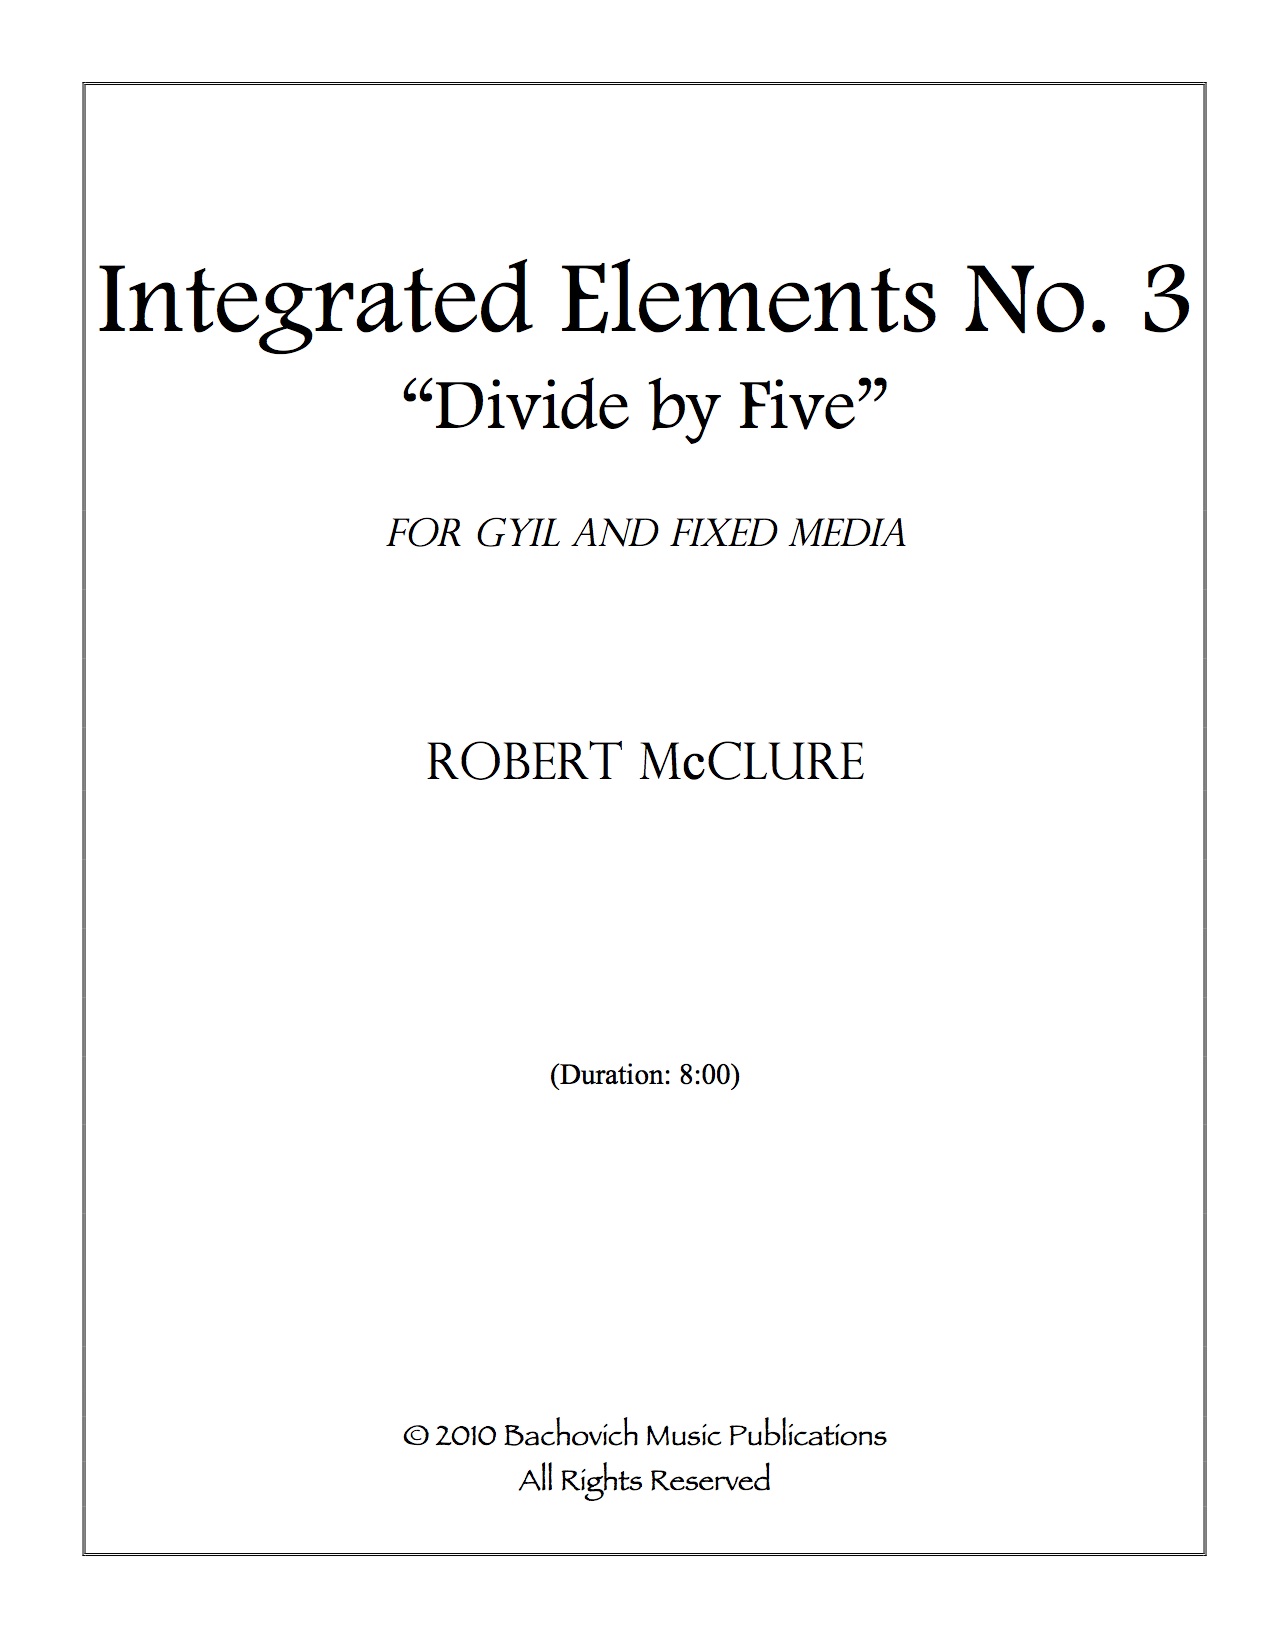 Integrated Elements No. 3
“Divide by Five”
FOR GYIL AND FIXED MEDIA
ROBERT McCLURE
(Duration: 8:00)
© 2010 Bachovich Music Publications
All Rights Reserved